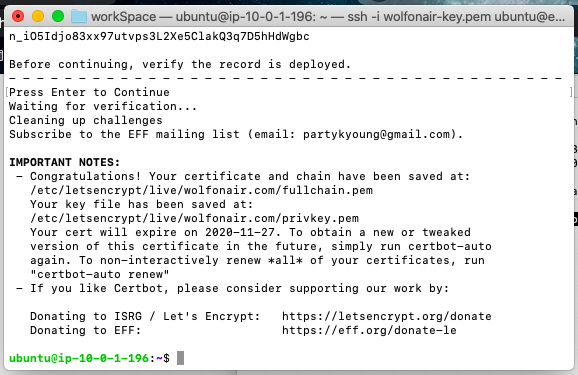 workSpace — ubuntu@ip-10-0-1-196: ~ — ssh -i wolfonair-key.pem ubuntu@e...
n_iO5Idjo83xx97utvps3L2Xe5ClakQ3q7D5hHdWgbc
Before continuing, verify the record is deployed.
- - - - - - - - - - - - - - - - - - - - - - - - - - - - - - - - - - - - - - - -
Press Enter to Continue
Waiting for verification...
Cleaning up challenges
Subscribe to the EFF mailing list (email: partykyoung@gmail.com).
IMPORTANT NOTES:
- Congratulations! Your certificate and chain have been saved at:
/etc/letsencrypt/live/wolfonair.com/fullchain.pem
Your key file has been saved at:
/etc/letsencrypt/live/wolfonair.com/privkey.pem
Your cert will expire on 2020-11-27. To obtain a new or tweaked
version of this certificate in the future, simply run certbot-auto
again. To non-interactively renew *all* of your certificates, run
"certbot-auto renew"
- If you like Certbot, please consider supporting our work by:
Donating to ISRG / Let's Encrypt: https://letsencrypt.org/donate
Donating to EFF: https://eff.org/donate-le
ubuntu@ip-10-0-1-196:~$